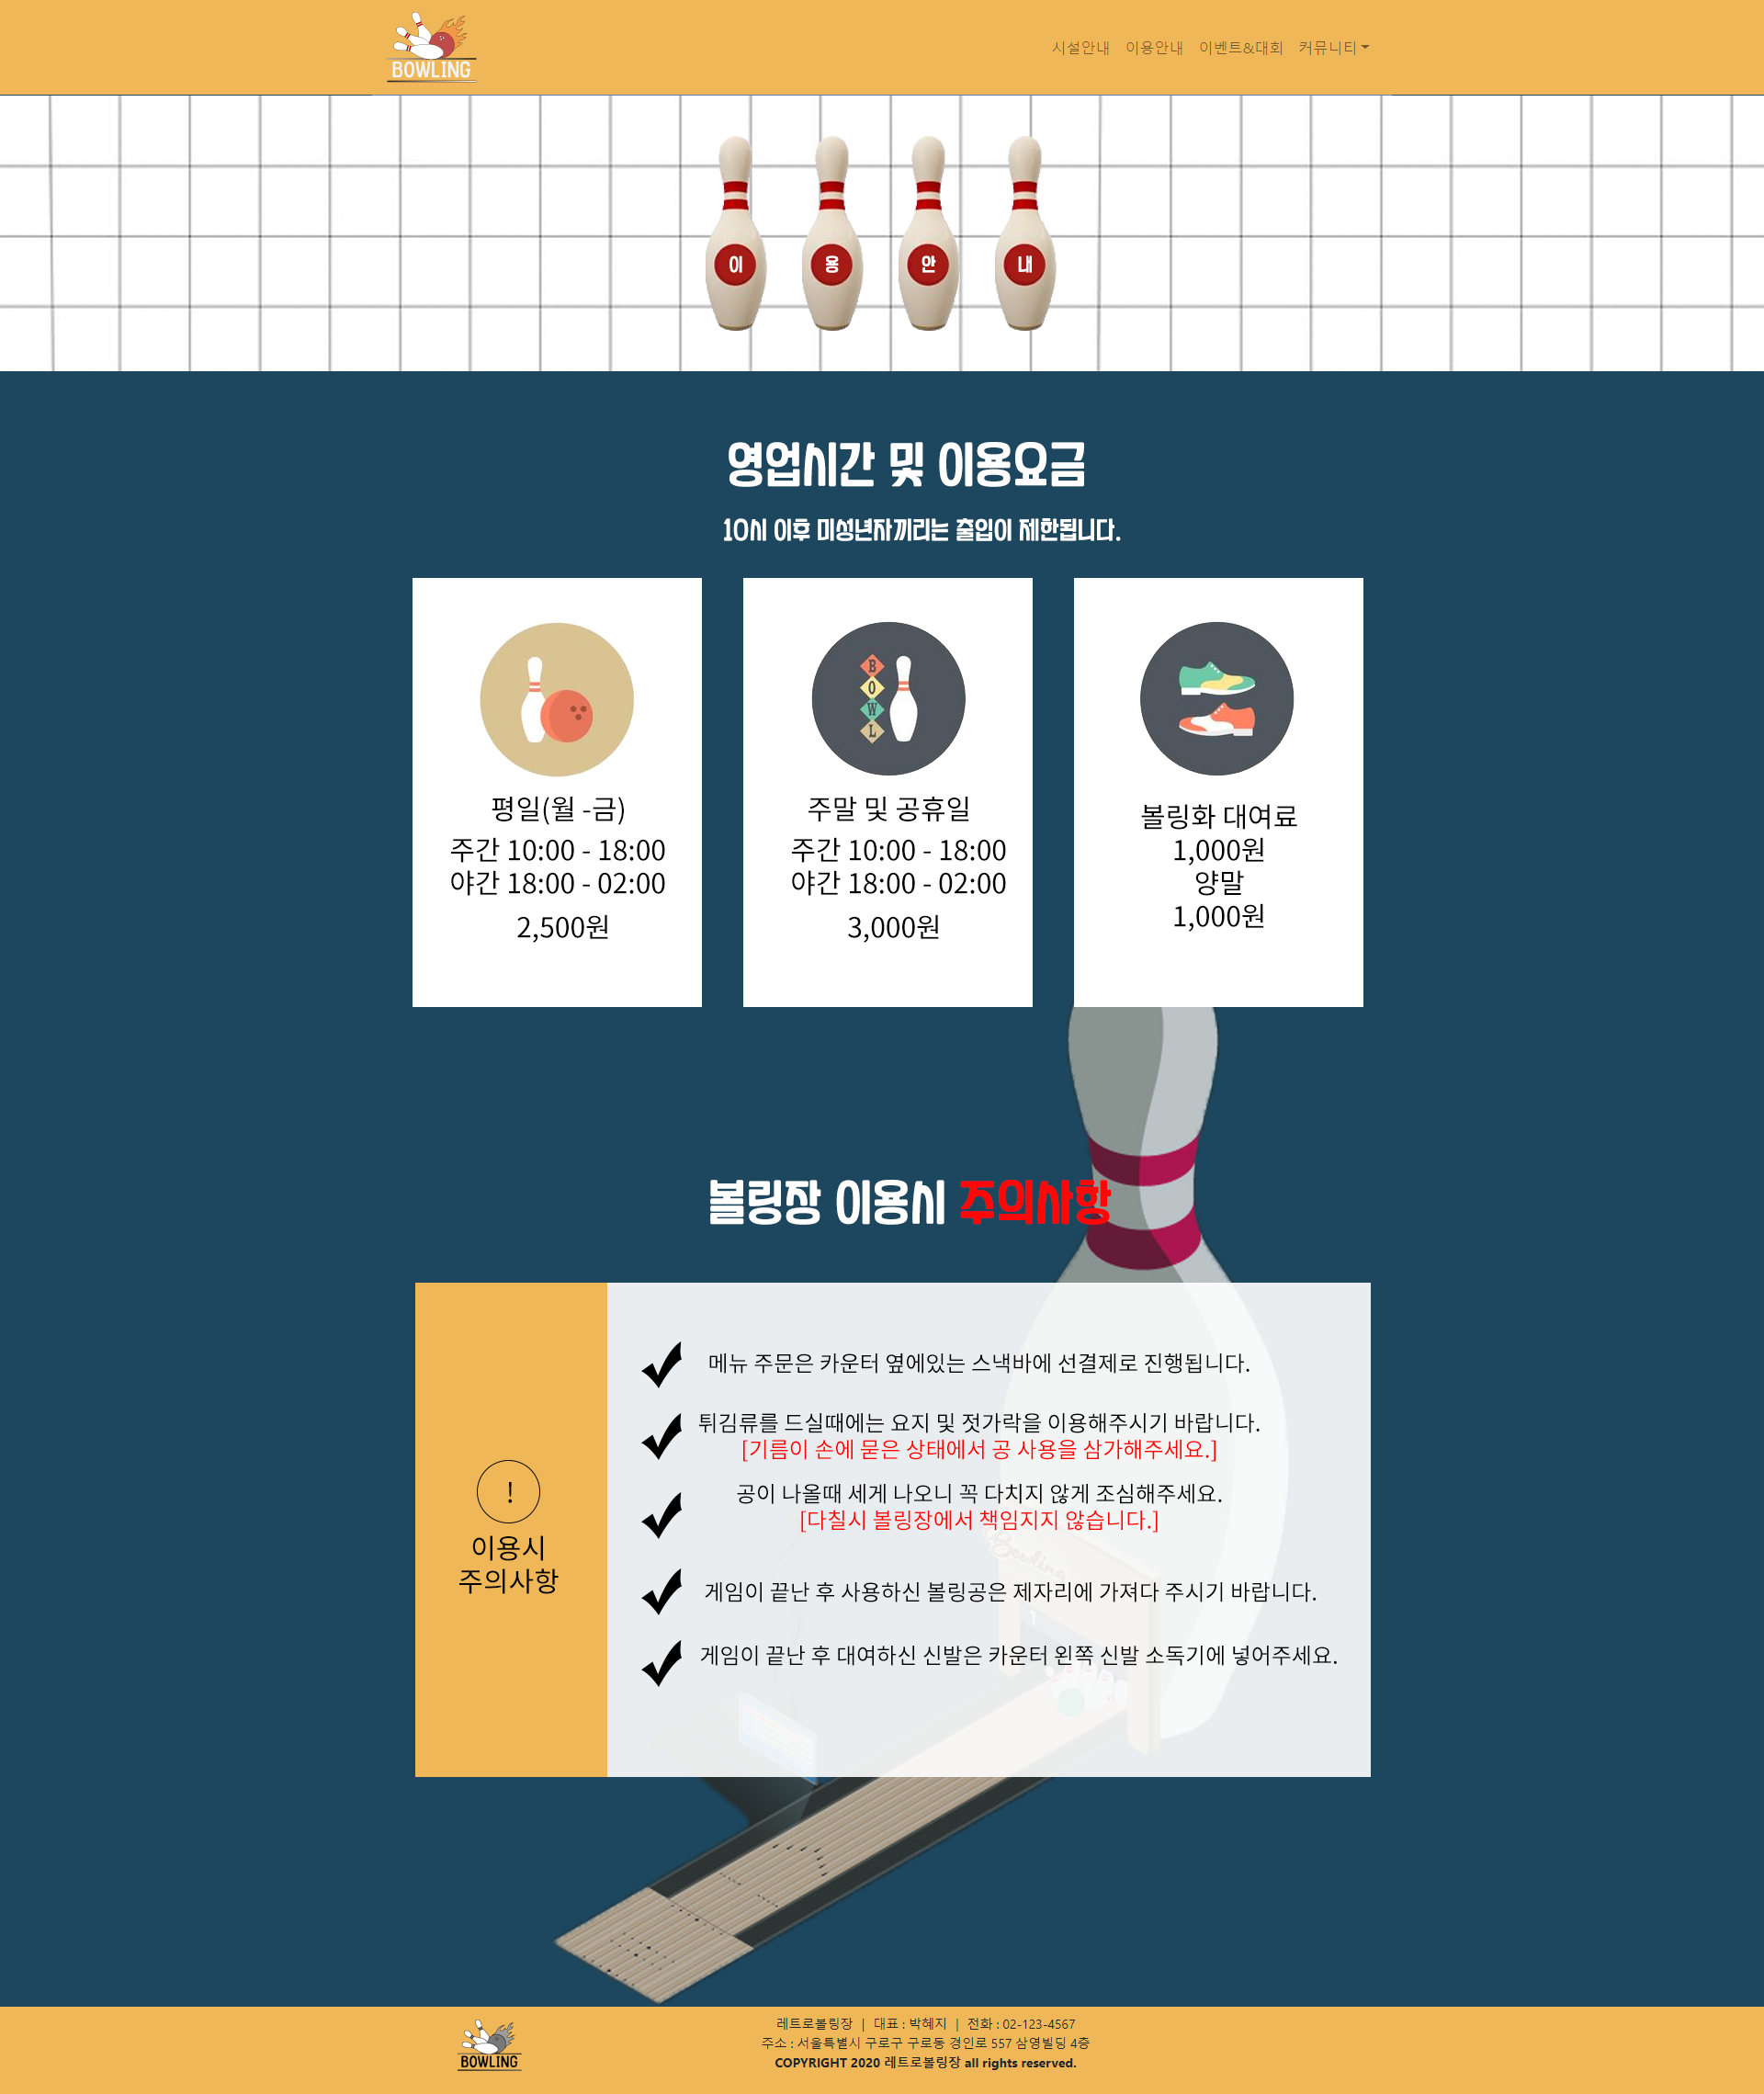 BOWLING
시설안내 이용안내 이벤트&대회 커뮤니티
이 용 안 내
영업시간 및 이용요금
10시 이후 미성년자끼리는 출입이 제한됩니다.
B
O
W
L
평일(월 -금)
주간 10:00 - 18:00
야간 18:00 - 02:00
2,500원
주말 및 공휴일
주간 10:00 - 18:00
야간 18:00 - 02:00
3,000원
볼링화 대여료
1,000원
양말
1,000원
볼링장 이용시 주의사항
!
이용시
주의사항
메뉴 주문은 카운터 옆에있는 스낵바에 선결제로 진행됩니다.
튀김류를 드실때에는 요지 및 젓가락을 이용해주시기 바랍니다.
[기름이 손에 묻은 상태에서 공 사용을 삼가해주세요.]
공이 나올때 세게 나오니 꼭 다치지 않게 조심해주세요.
[다칠시 볼링장에서 책임지지 않습니다.]
Bowling
게임이 끝난 후 사용하신 볼링공은 제자리에 가져다 주시기 바랍니다.
게임이 끝난 후 대여하신 신발은 카운터 왼쪽 신발 소독기에 넣어주세요.
BOWLING
레트로볼링장 | 대표 : 박혜지 | 전화 : 02-123-4567
주소 : 서울특별시 구로구 구로동 경인로 557 삼영빌딩 4층
COPYRIGHT 2020 레트로볼링장 all rights reserved.